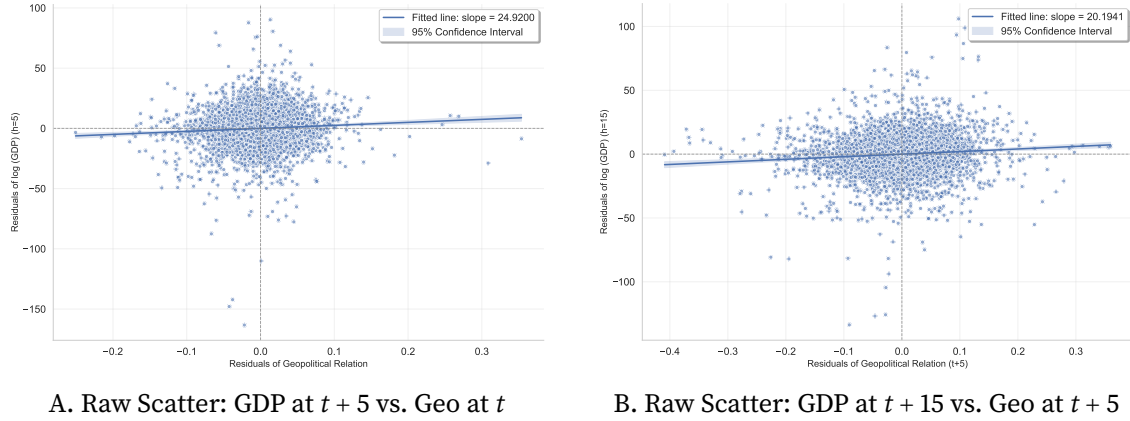 100
50
0
−50
−100
−150
−0.2
−0.1
0.0
0.1
0.2
0.3
Residuals of log (GDP) (h=5)
Residuals of Geopolitical Relation
Fitted line: slope = 24.9200
95% Confidence Interval
A. Raw Scatter: GDP at t + 5 vs. Geo at t
100
50
0
−50
−100
−0.4
−0.3
−0.2
−0.1
0.0
0.1
0.2
0.3
Residuals of log (GDP) (h=15)
Residuals of Geopolitical Relation (t+5)
Fitted line: slope = 20.1941
95% Confidence Interval
B. Raw Scatter: GDP at t + 15 vs. Geo at t + 5